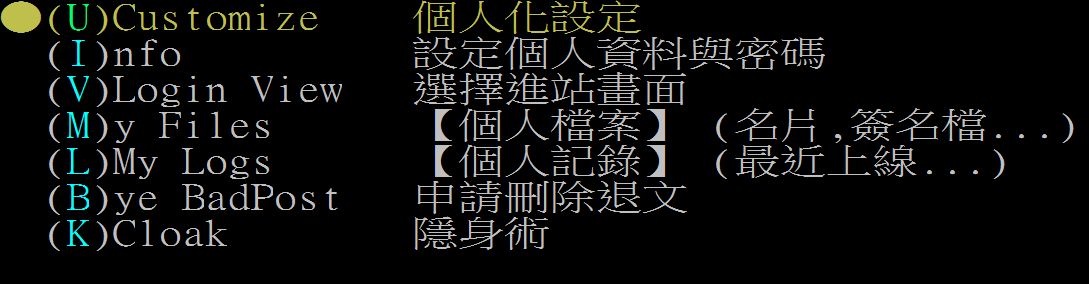 ●(U)Customize 個人化設定
(I)nfo 設定個人資料與密碼
(V)Login View 選擇進站畫面
(M)y Files 【個人檔案】 (名片,簽名檔...)
(L)My Logs 【個人記錄】 (最近上線...)
(B)ye BadPost 申請刪除退文
(K)Cloak 隱身術